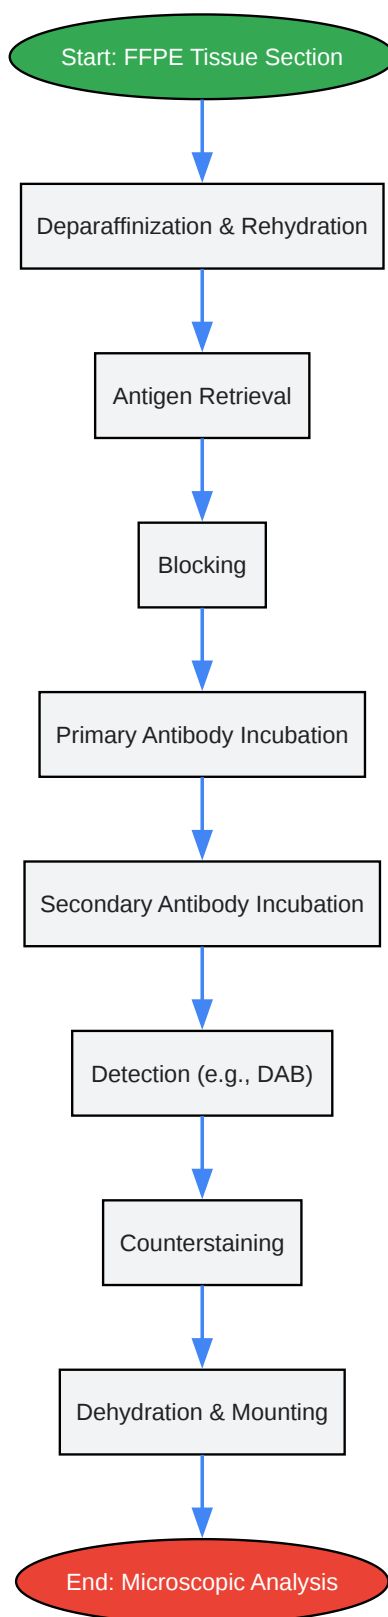 Start: FFPE Tissue Section
Deparaffinization & Rehydration
Antigen Retrieval
Blocking
Primary Antibody Incubation
Secondary Antibody Incubation
Detection (e.g., DAB)
Counterstaining
Dehydration & Mounting
End: Microscopic Analysis